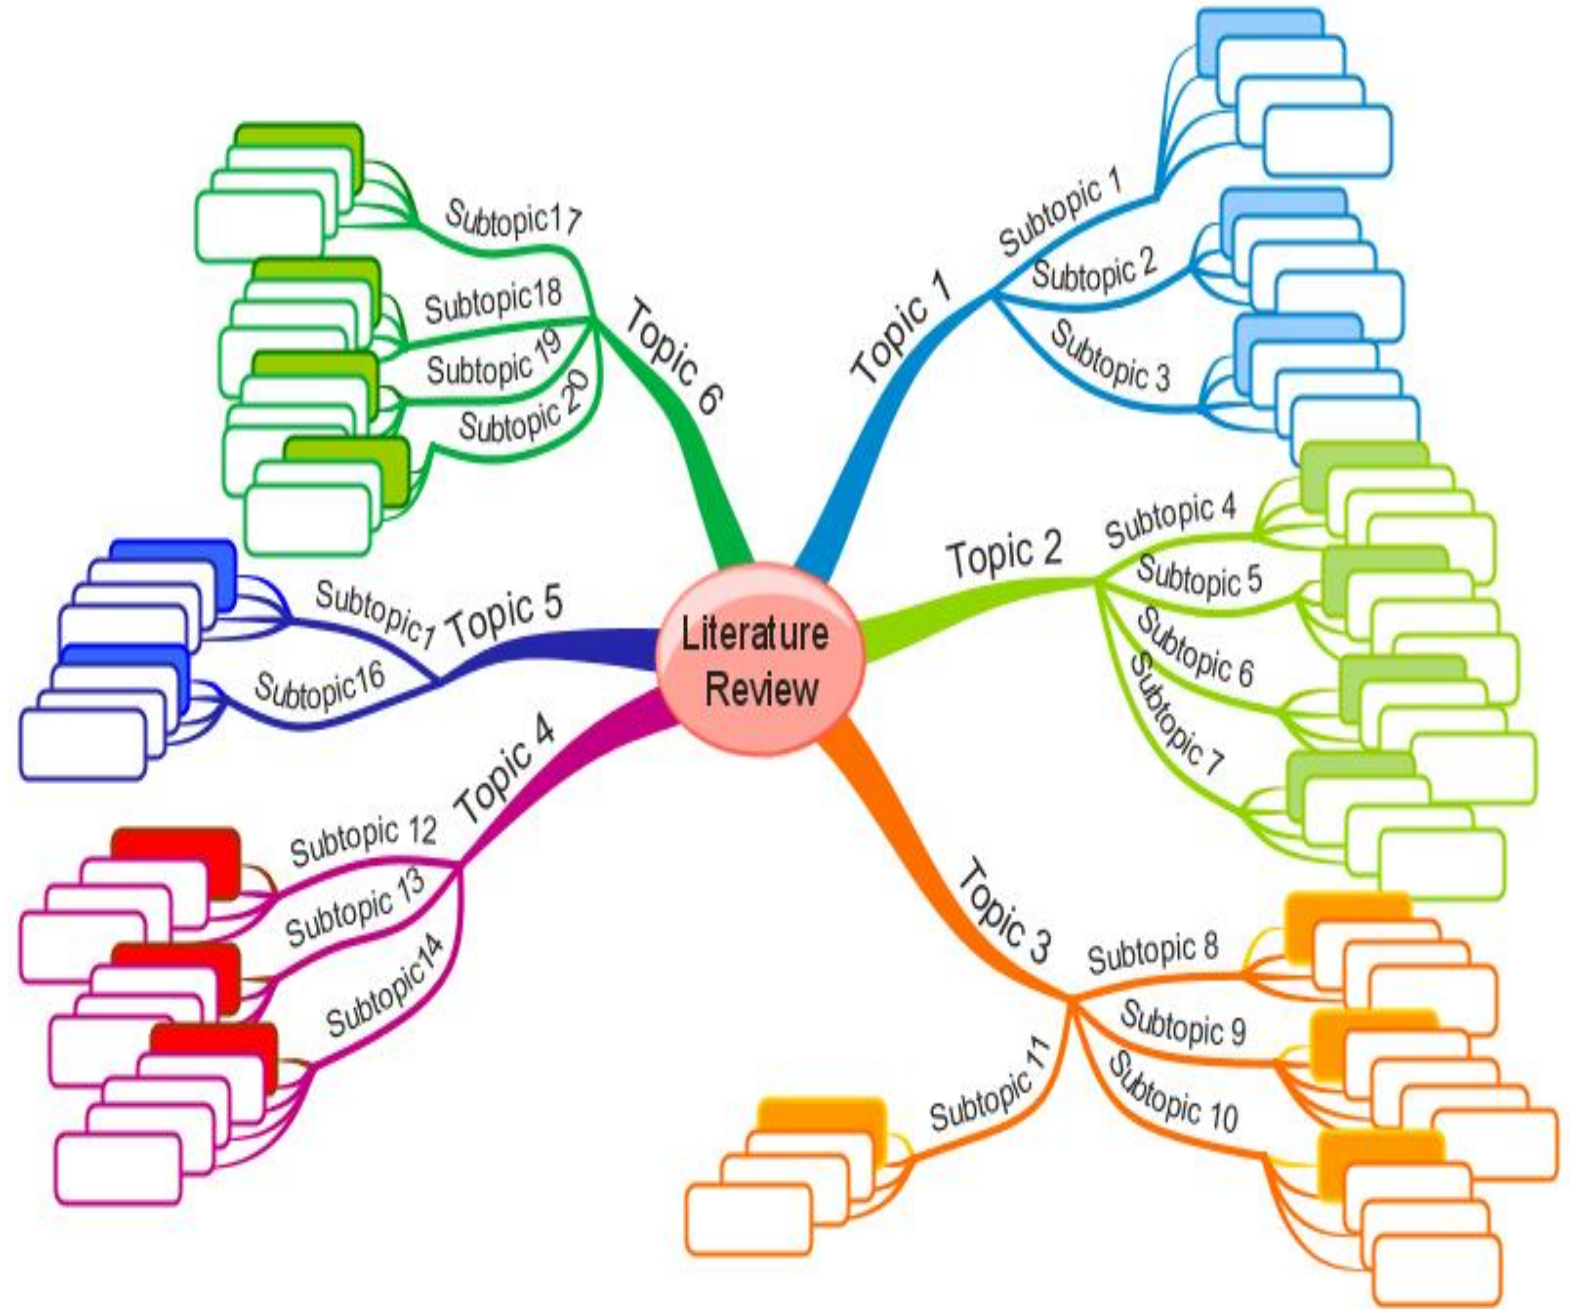 Literature
Review
Topic 1
Subtopic 1
Subtopic 2
Subtopic 3
Topic 2
Subtopic 4
Subtopic 5
Subtopic 6
Subtopic 7
Topic 3
Subtopic 8
Subtopic 9
Subtopic 10
Subtopic 11
Topic 4
Subtopic 12
Subtopic 13
Subtopic14
Topic 5
Subtopic1
Subtopic16
Topic 6
Subtopic17
Subtopic18
Subtopic 19
Subtopic 20